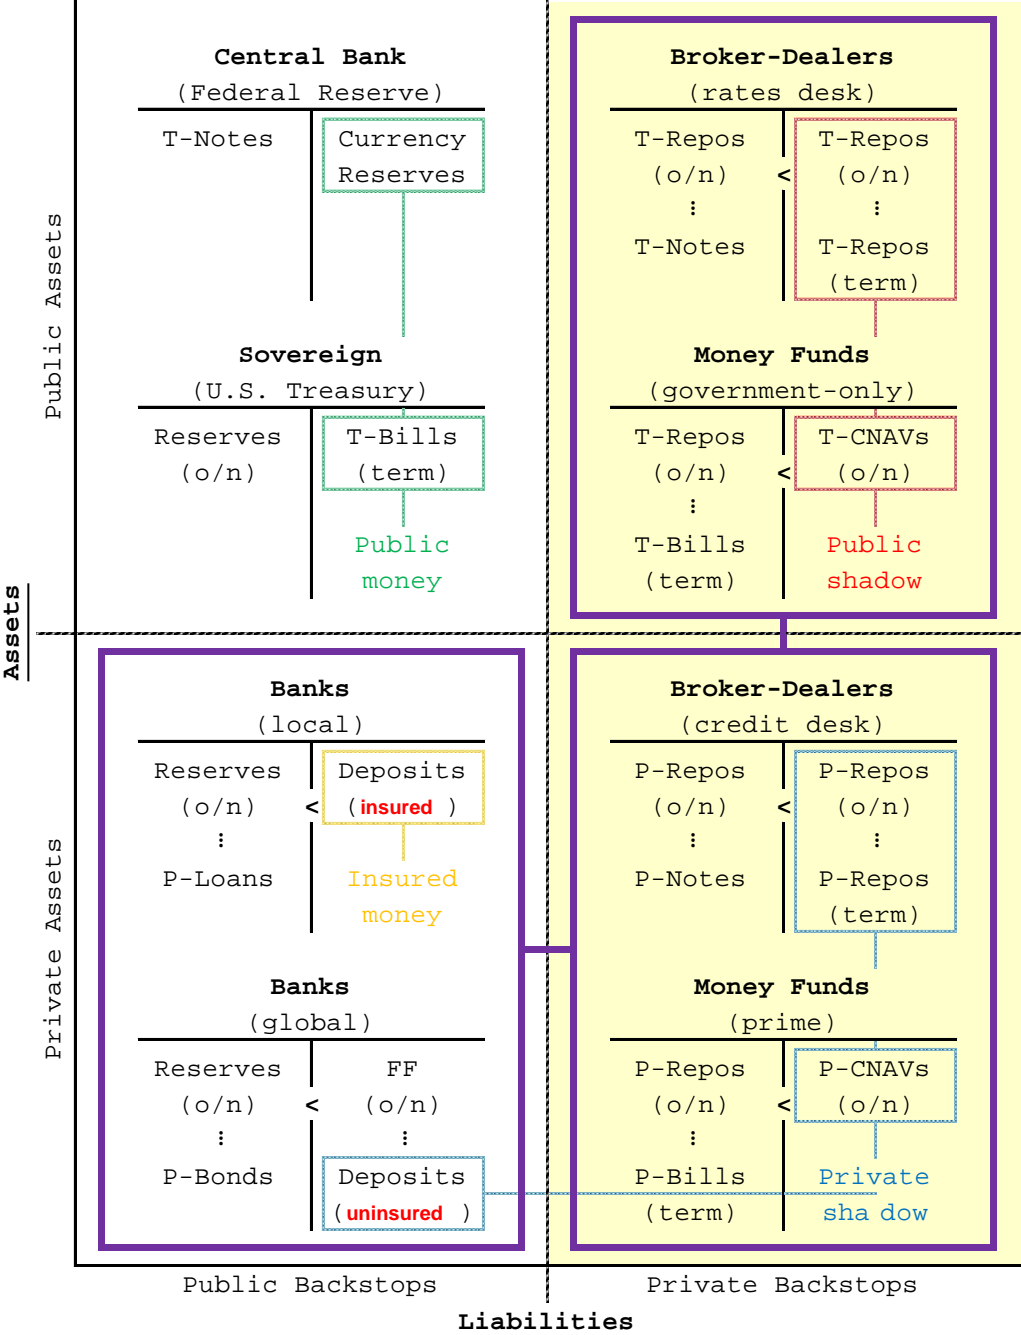 Central Bank
(Federal Reserve)
T-Notes
Currency
Reserves
Sovereign
(U.S. Treasury)
Reserves
(o/n)
T-Bills
(term)
Public
money
Broker-Dealers
(rates desk)
T-Repos
(o/n)
⋮
T-Notes
<
T-Repos
(o/n)
⋮
T-Repos
(term)
Money Funds
(government-only)
T-Repos
(o/n)
⋮
T-Bills
(term)
<
T-CNAVs
(o/n)
Public
shadow
Public Assets
Assets
Private Assets
Banks
(local)
Reserves
(o/n)
⋮
P-Loans
<
Deposits
(insured )
Insured
money
Banks
(global)
Reserves
(o/n)
⋮
P-Bonds
<
FF
(o/n)
⋮
Deposits
(uninsured )
Broker-Dealers
(credit desk)
P-Repos
(o/n)
⋮
P-Notes
<
P-Repos
(o/n)
⋮
P-Repos
(term)
Money Funds
(prime)
P-Repos
(o/n)
⋮
P-Bills
(term)
<
P-CNAVs
(o/n)
Private
sha dow
Public Backstops
Private Backstops
Liabilities